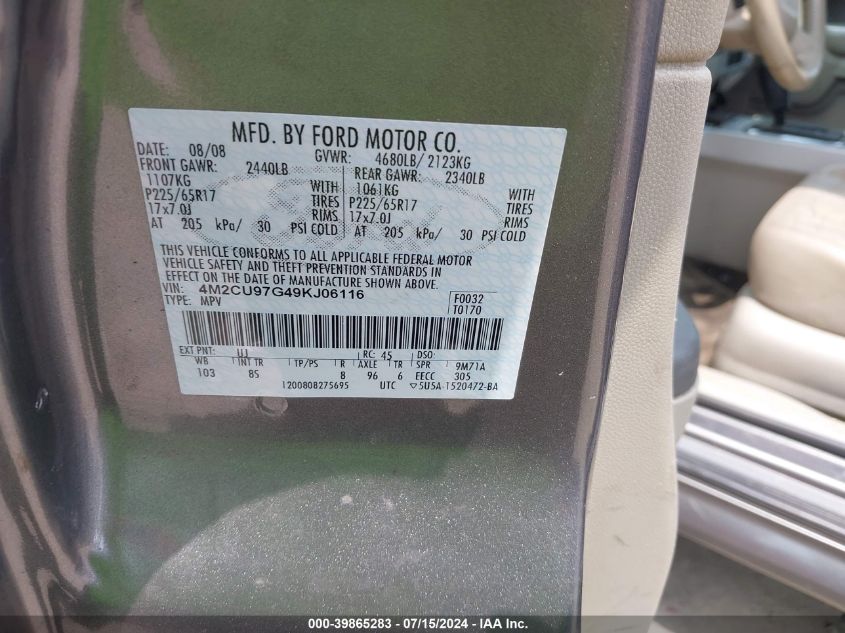 MFD. BY FORD MOTOR CO.
DATE: 08/08 GVWR: 4680LB/ 2123KG
FRONT GAWR: 2440LB REAR GAWR: 2340LB
1107KG WITH 1061KG WITH
P225/65R17 TIRES P225/65R17 TIRES
17x7.0J RIMS 17x7.0J RIMS
AT 205 kPa/ 30 PSI COLD AT 205 kPa/ 30 PSI COLD
THIS VEHICLE CONFORMS TO ALL APPLICABLE FEDERAL MOTOR
VEHICLE SAFETY AND THEFT PREVENTION STANDARDS IN
EFFECT ON THE DATE OF MANUFACTURE SHOWN ABOVE.
VIN: 4M2CU97G49KJ06116 F0032
TYPE: MPV T0170
EXT PNT: UJ RC: 45 DSO:
WB INT TR TP/PS R AXLE TR SPR 9M71A
103 85 8 96 6 EECC 305
1200808275695 UTC ▽5U5A-1520472-BA
000-39865283 - 07/15/2024 - IAA Inc.